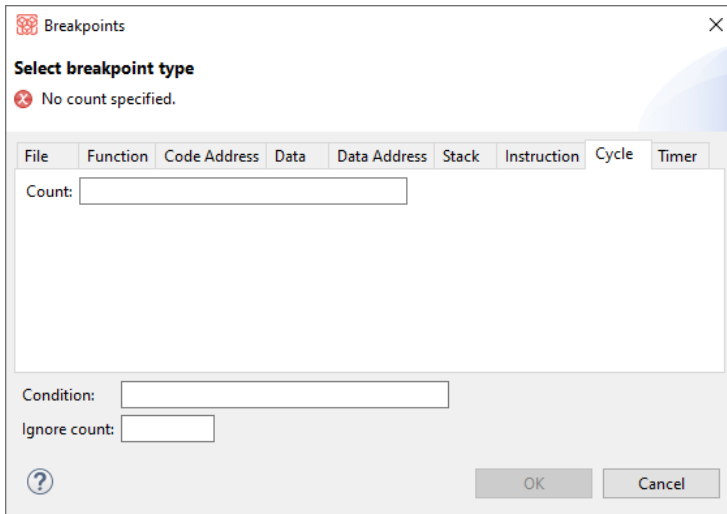 Breakpoints
Select breakpoint type
No count specified.
File Function Code Address Data Data Address Stack Instruction Cycle Timer
Count:
Condition:
Ignore count:
? OK Cancel